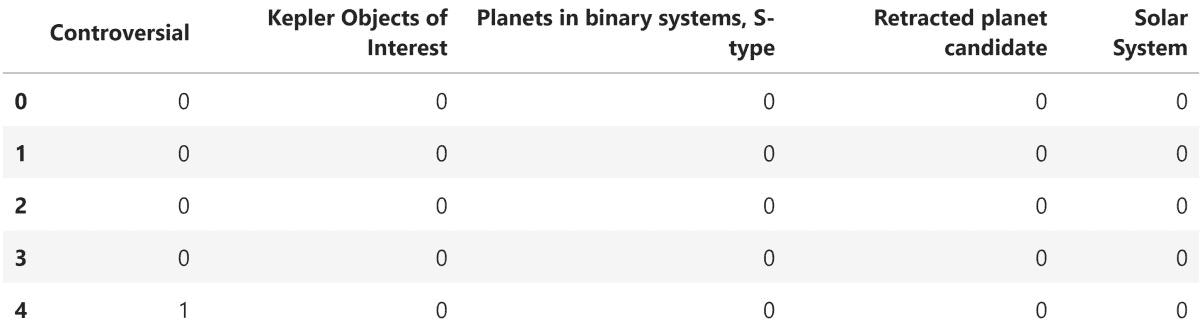 Controversial Kepler Objects of Interest Planets in binary systems, S-type Retracted planet candidate Solar System
0 0 0 0 0 0
1 0 0 0 0 0
2 0 0 0 0 0
3 0 0 0 0 0
4 1 0 0 0 0